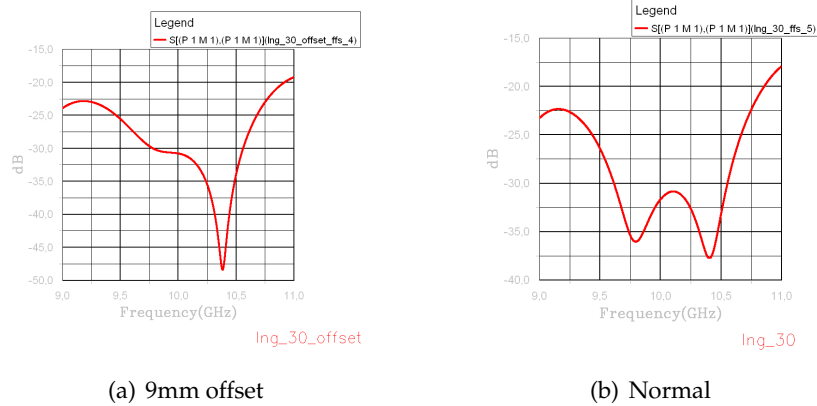 Legend
S[(P 1 M 1),(P 1 M 1)](lng_30_offset_ffs_4)
-15,0
-20,0
-25,0
-30,0
-35,0
-40,0
-45,0
-50,0
dB
9,0
9,5
10,0
10,5
11,0
Frequency(GHz)
lng_30_offset
(a) 9mm offset
Legend
S[(P 1 M 1),(P 1 M 1)](lng_30_ffs_5)
-15,0
-20,0
-25,0
-30,0
-35,0
-40,0
dB
9,0
9,5
10,0
10,5
11,0
Frequency(GHz)
lng_30
(b) Normal